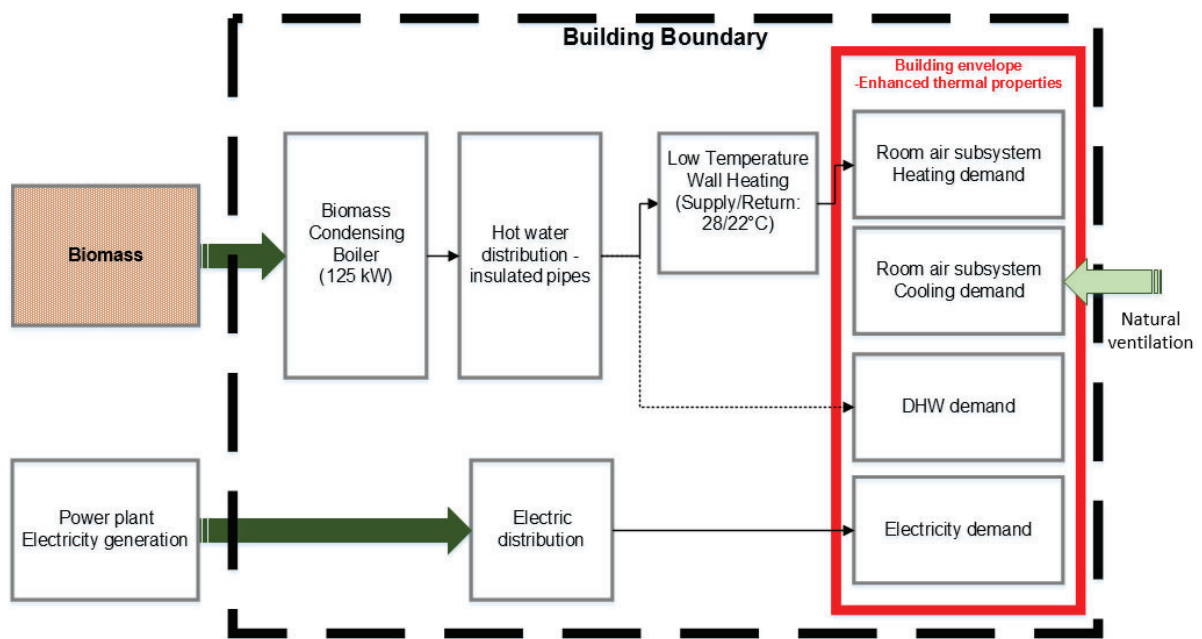 Building Boundary
Building envelope
-Enhanced thermal properties
Biomass
Biomass
Condensing
Boiler
(125 kW)
Hot water
distribution -
insulated pipes
Low Temperature
Wall Heating
(Supply/Return:
28/22°C)
Room air subsystem
Heating demand
Room air subsystem
Cooling demand
Natural
ventilation
DHW demand
Power plant
Electricity generation
Electric
distribution
Electricity demand